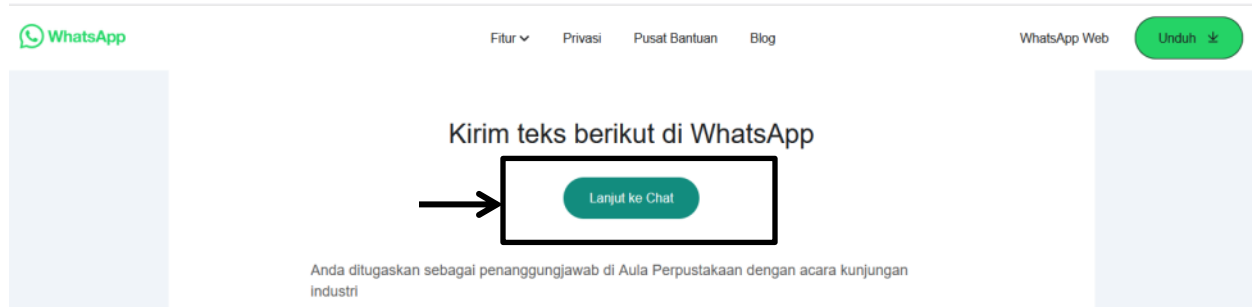 WhatsApp Fitur Privasi Pusat Bantuan Blog WhatsApp Web Unduh
Kirim teks berikut di WhatsApp
Lanjut ke Chat
Anda ditugaskan sebagai penanggungjawab di Aula Perpustakaan dengan acara kunjungan
industri